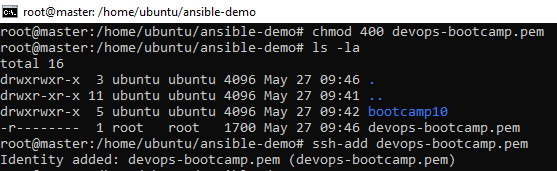 root@master: /home/ubuntu/ansible-demo
root@master:/home/ubuntu/ansible-demo# chmod 400 devops-bootcamp.pem
root@master:/home/ubuntu/ansible-demo# ls -la
total 16
drwxrwxr-x  3 ubuntu ubuntu 4096 May 27 09:46 .
drwxrwxr-x 11 ubuntu ubuntu 4096 May 27 09:41 ..
drwxrwxr-x  5 ubuntu ubuntu 4096 May 27 09:42 bootcamp10
-r--------  1 root   root   1700 May 27 09:46 devops-bootcamp.pem
root@master:/home/ubuntu/ansible-demo# ssh-add devops-bootcamp.pem
Identity added: devops-bootcamp.pem (devops-bootcamp.pem)